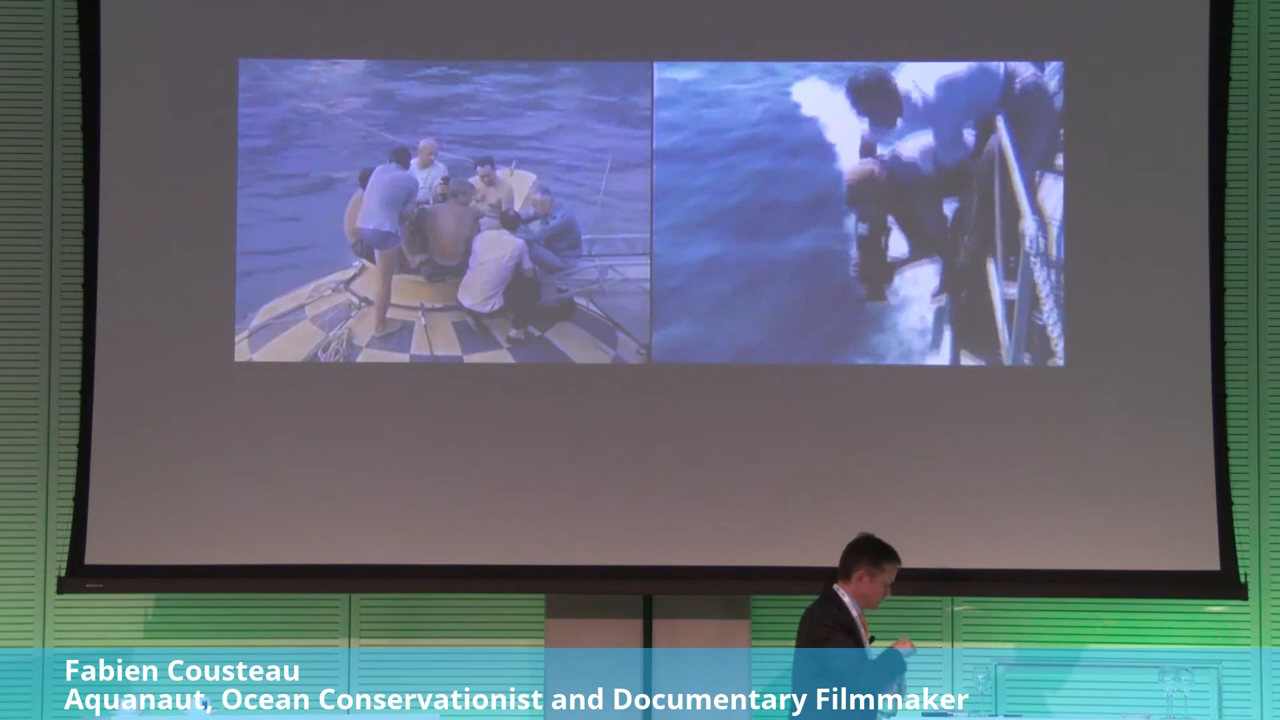 Fabien Cousteau
Aquanaut, Ocean Conservationist and Documentary Filmmaker